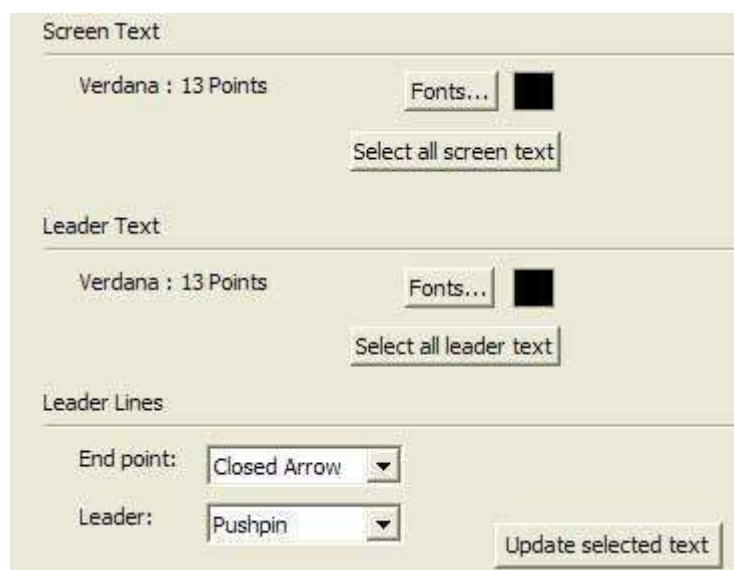 Screen Text
Verdana : 13 Points Fonts...
Select all screen text
Leader Text
Verdana : 13 Points Fonts...
Select all leader text
Leader Lines
End point: Closed Arrow
Leader: Pushpin
Update selected text